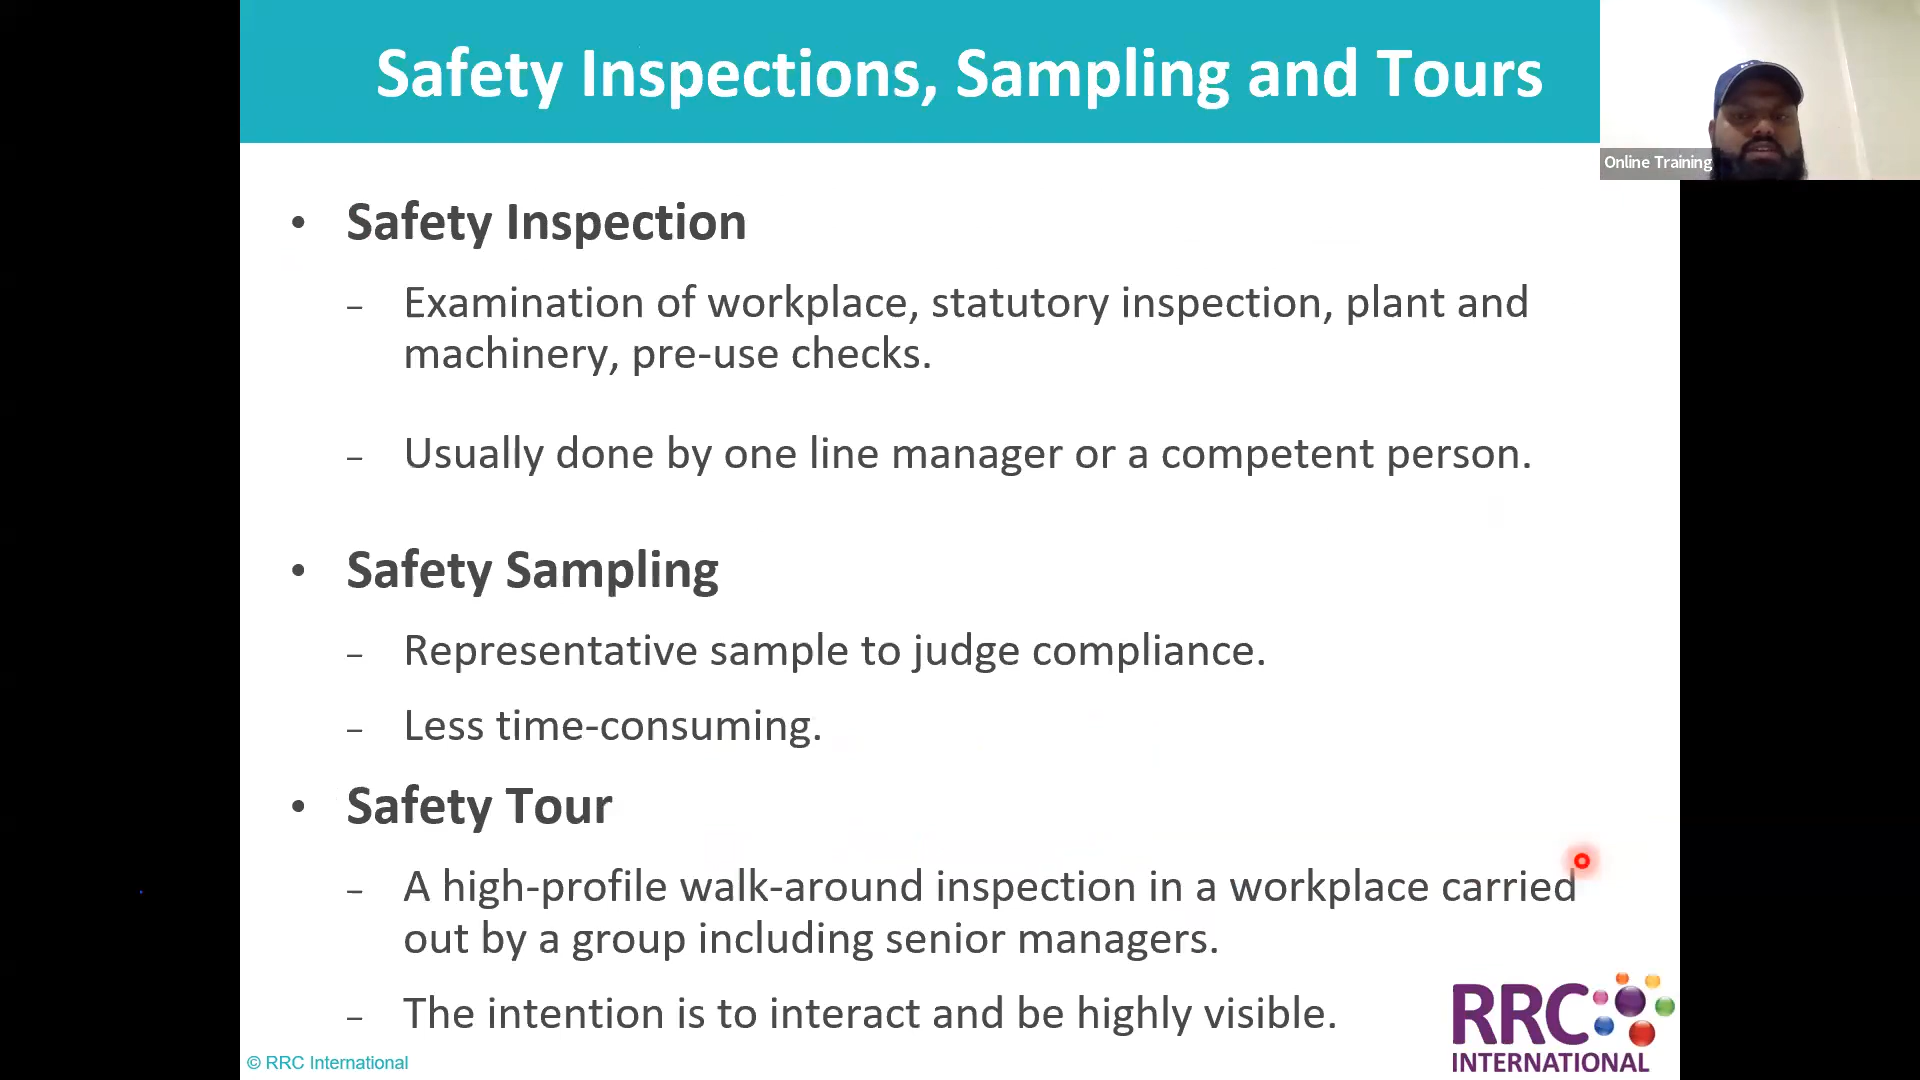 Safety Inspections, Sampling and Tours
Online Training
• Safety Inspection
– Examination of workplace, statutory inspection, plant and
machinery, pre-use checks.
– Usually done by one line manager or a competent person.
• Safety Sampling
– Representative sample to judge compliance.
– Less time-consuming.
• Safety Tour
– A high-profile walk-around inspection in a workplace carried
out by a group including senior managers.
– The intention is to interact and be highly visible.
© RRC International
RRC
INTERNATIONAL